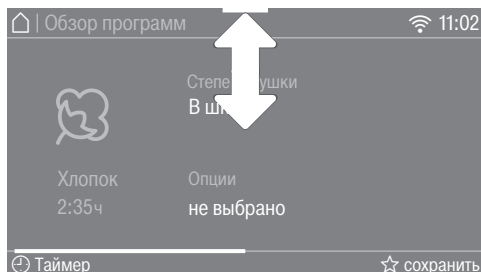 Обзор программ 11:02
В
Хлопок Опции
2:35ч не выбрано
Таймер сохранить